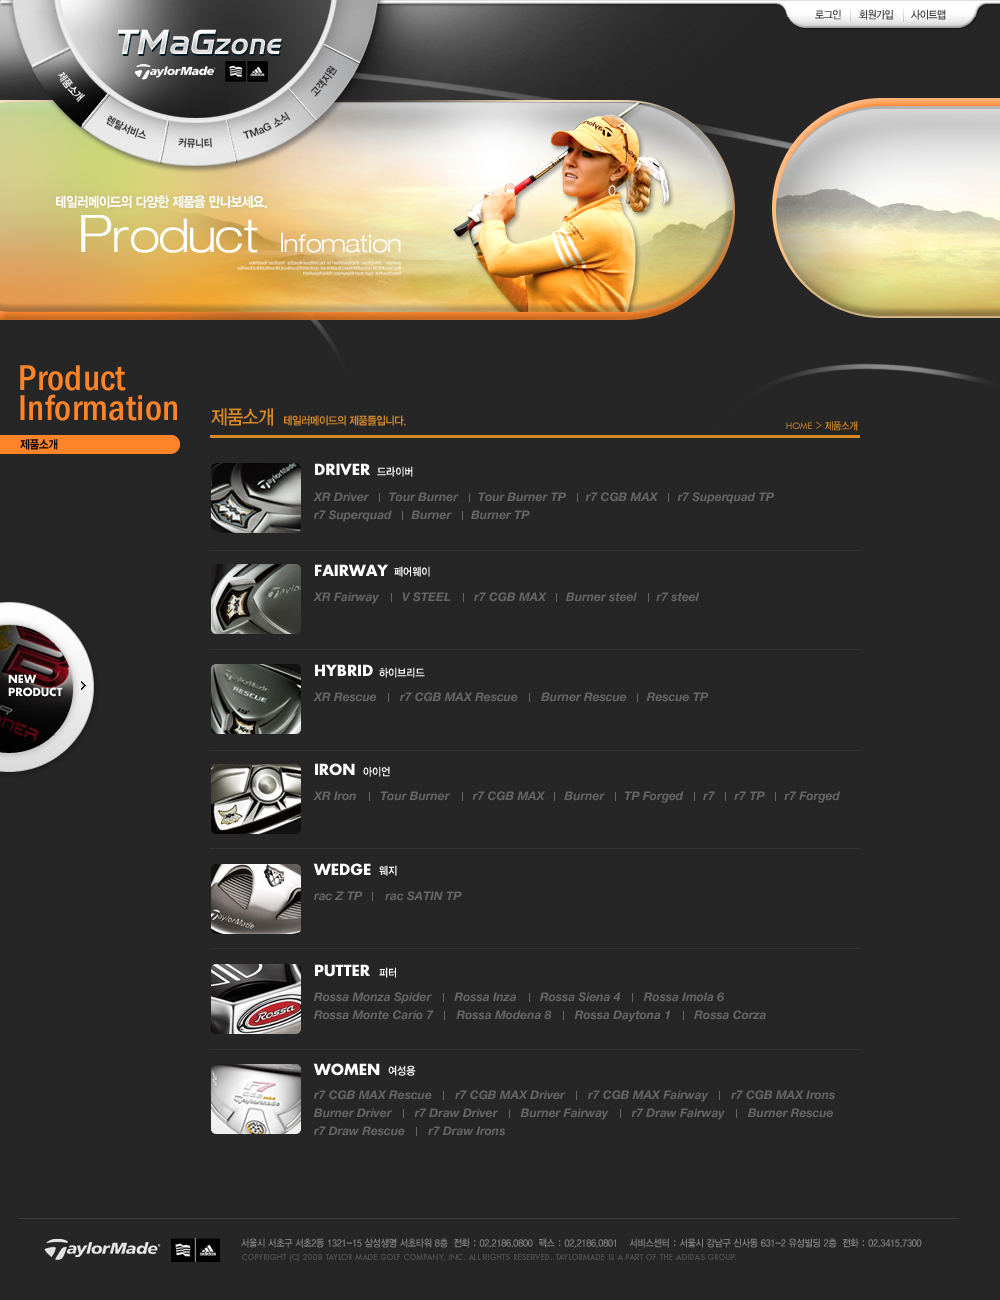 로그인 회원가입 사이트맵
TMaGzone
TaylorMade adidas
제품소개
렌탈서비스
커뮤니티
TMaG 소식
고객지원
테일러메이드의 다양한 제품을 만나보세요.
Product Infomation
Product
Information
제품소개
제품소개 테일러메이드의 제품들입니다.
HOME > 제품소개
NEW
PRODUCT
DRIVER 드라이버
XR Driver | Tour Burner | Tour Burner TP | r7 CGB MAX | r7 Superquad TP
r7 Superquad | Burner | Burner TP
TaylorMade
FAIRWAY 페어웨이
XR Fairway | V STEEL | r7 CGB MAX | Burner steel | r7 steel
HYBRID 하이브리드
XR Rescue | r7 CGB MAX Rescue | Burner Rescue | Rescue TP
TaylorMade
RESCUE
IRON 아이언
XR Iron | Tour Burner | r7 CGB MAX | Burner | TP Forged | r7 | r7 TP | r7 Forged
WEDGE 웨지
rac Z TP | rac SATIN TP
TaylorMade
PUTTER 퍼터
Rossa Monza Spider | Rossa Inza | Rossa Siena 4 | Rossa Imola 6
Rossa Monte Cario 7 | Rossa Modena 8 | Rossa Daytona 1 | Rossa Corza
Rossa
WOMEN 여성용
r7 CGB MAX Rescue | r7 CGB MAX Driver | r7 CGB MAX Fairway | r7 CGB MAX Irons
Burner Driver | r7 Draw Driver | Burner Fairway | r7 Draw Fairway | Burner Rescue
r7 Draw Rescue | r7 Draw Irons
r7
CGB MAX
TaylorMade
TaylorMade adidas
서울시 서초구 서초2동 1321-15 삼성생명 서초타워 8층 전화 : 02,2186,0800 팩스 : 02,2186,0801 서비스센터 : 서울시 강남구 신사동 631-2 유성빌딩 2층 전화 : 02,3415,7300
COPYRIGHT (C) 2008 TAYLOR MADE GOLF COMPANY, INC. ALL RIGHTS RESERVED. TAYLORMADE IS A PART OF THE ADIDAS GROUP.